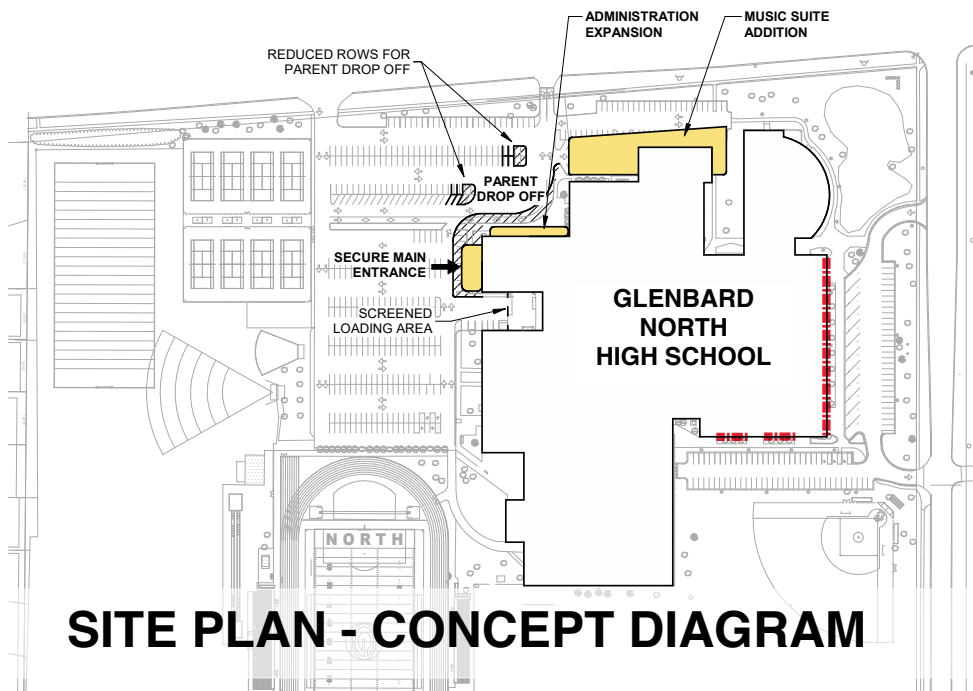 ADMINISTRATION
EXPANSION
MUSIC SUITE
ADDITION
REDUCED ROWS FOR
PARENT DROP OFF
PARENT
DROP OFF
SECURE MAIN
ENTRANCE
SCREENED
LOADING AREA
GLENBARD
NORTH
HIGH SCHOOL
NORTH
SITE PLAN - CONCEPT DIAGRAM